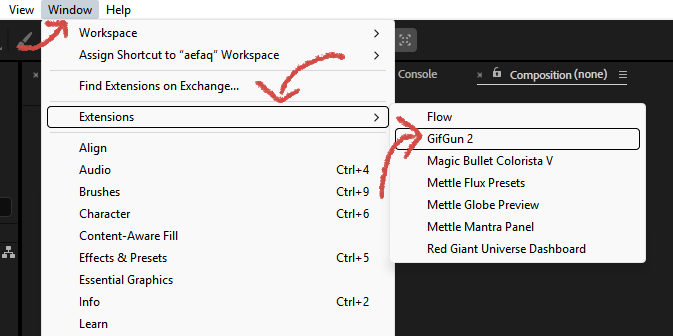 View Window Help
Workspace
Assign Shortcut to “aefaq” Workspace
Find Extensions on Exchange...
Extensions
Align
Audio Ctrl+4
Brushes Ctrl+9
Character Ctrl+6
Content-Aware Fill
Effects & Presets Ctrl+5
Essential Graphics
Info Ctrl+2
Learn
Console
Composition (none)
Flow
GifGun 2
Magic Bullet Colorista V
Mettle Flux Presets
Mettle Globe Preview
Mettle Mantra Panel
Red Giant Universe Dashboard